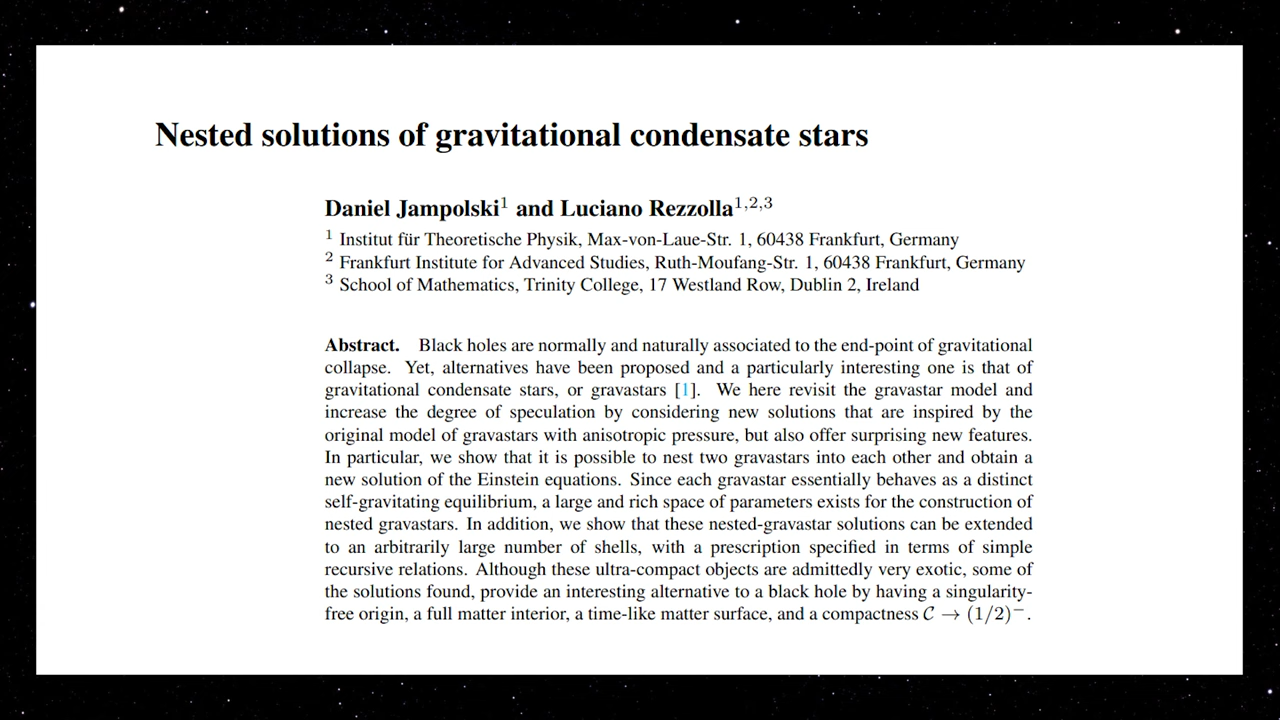 Nested solutions of gravitational condensate stars
Daniel Jampolski¹ and Luciano Rezzolla¹,²,³
¹ Institut für Theoretische Physik, Max-von-Laue-Str. 1, 60438 Frankfurt, Germany
² Frankfurt Institute for Advanced Studies, Ruth-Moufang-Str. 1, 60438 Frankfurt, Germany
³ School of Mathematics, Trinity College, 17 Westland Row, Dublin 2, Ireland
Abstract. Black holes are normally and naturally associated to the end-point of gravitational
collapse. Yet, alternatives have been proposed and a particularly interesting one is that of
gravitational condensate stars, or gravastars [1]. We here revisit the gravastar model and
increase the degree of speculation by considering new solutions that are inspired by the
original model of gravastars with anisotropic pressure, but also offer surprising new features.
In particular, we show that it is possible to nest two gravastars into each other and obtain a
new solution of the Einstein equations. Since each gravastar essentially behaves as a distinct
self-gravitating equilibrium, a large and rich space of parameters exists for the construction of
nested gravastars. In addition, we show that these nested-gravastar solutions can be extended
to an arbitrarily large number of shells, with a prescription specified in terms of simple
recursive relations. Although these ultra-compact objects are admittedly very exotic, some of
the solutions found, provide an interesting alternative to a black hole by having a singularity-
free origin, a full matter interior, a time-like matter surface, and a compactness 𝒞 → (1/2)⁻.